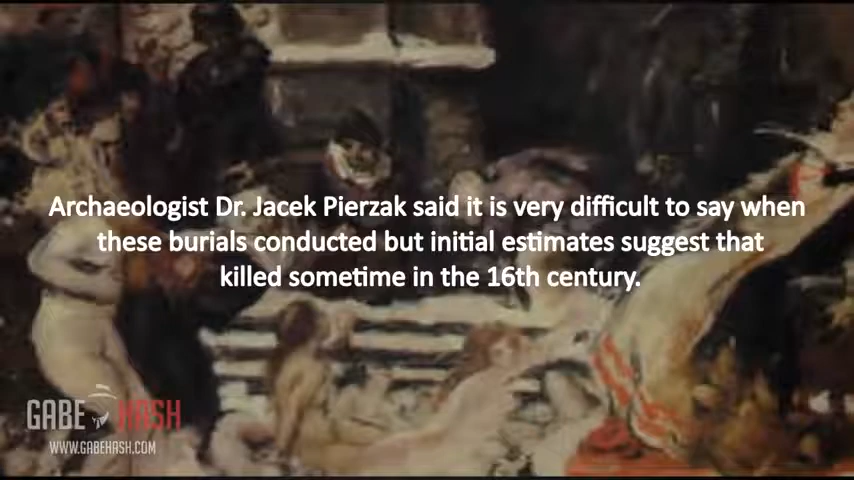 Archaeologist Dr. Jacek Pierzak said it is very difficult to say when
these burials conducted but initial estimates suggest that
killed sometime in the 16th century.
GABE HASH
WWW.GABEHASH.COM